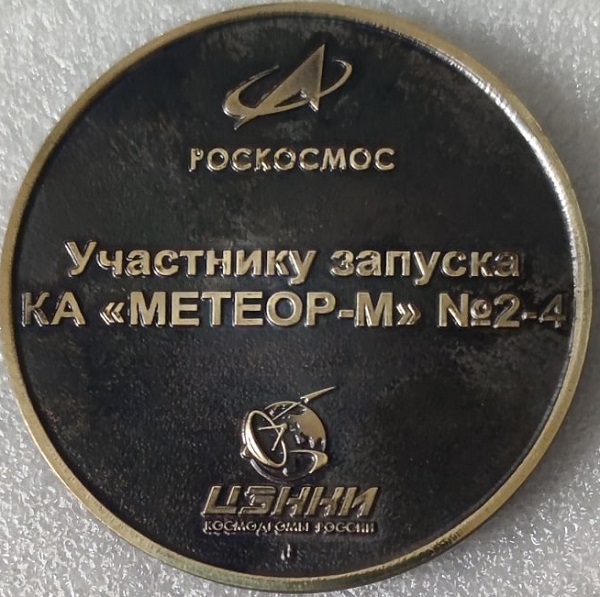 РОСКОСМОС
Участнику запуска
КА «МЕТЕОР-М» №2-4
ЦЭНКИ
КОСМОДРОМЫ РОССИИ